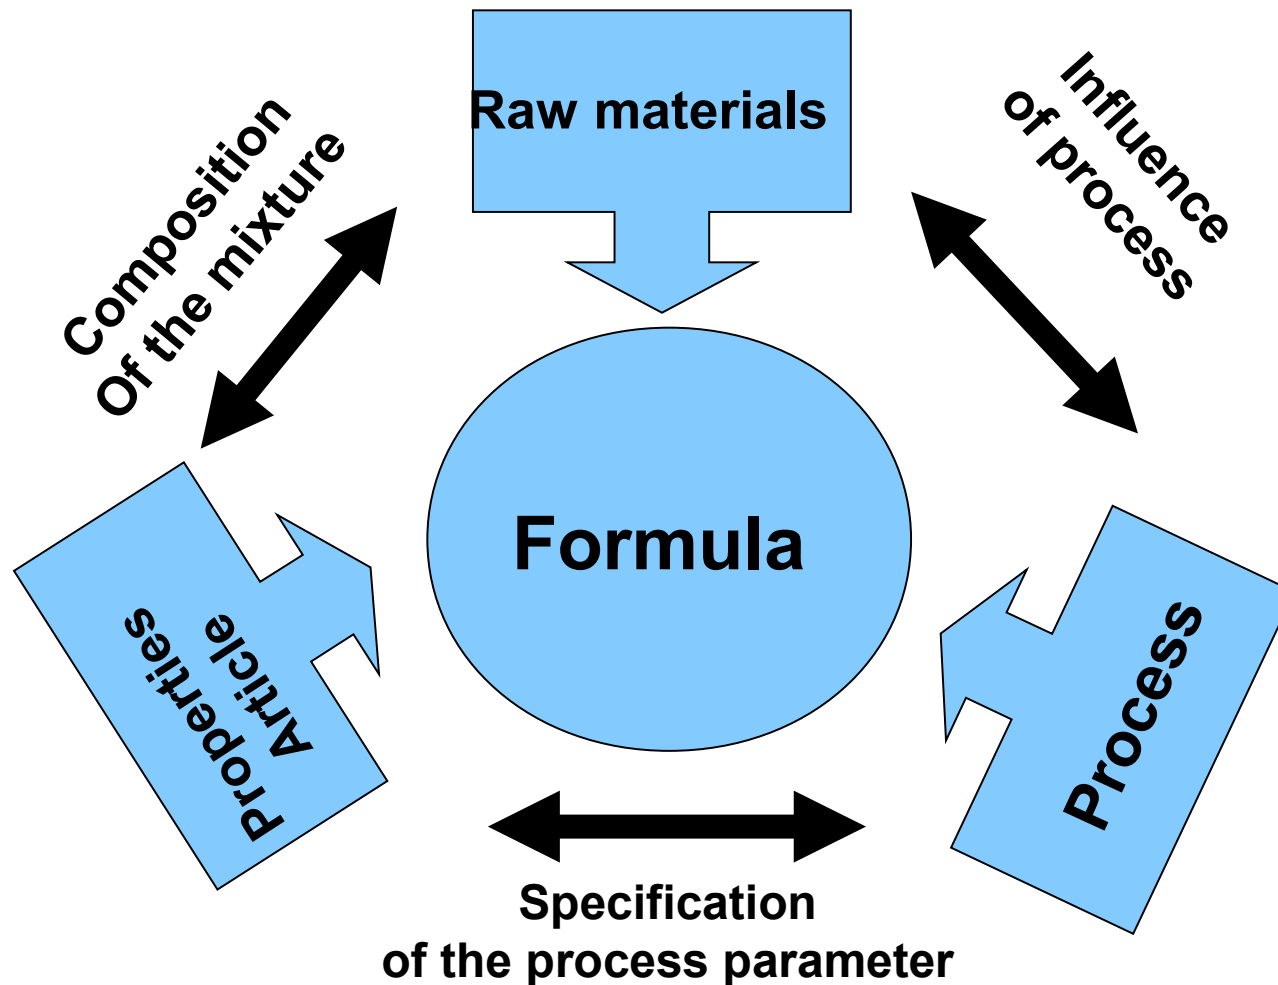 Raw materials
Composition
Of the mixture
Influence
of process
Formula
Properties
Article
Process
Specification
of the process parameter